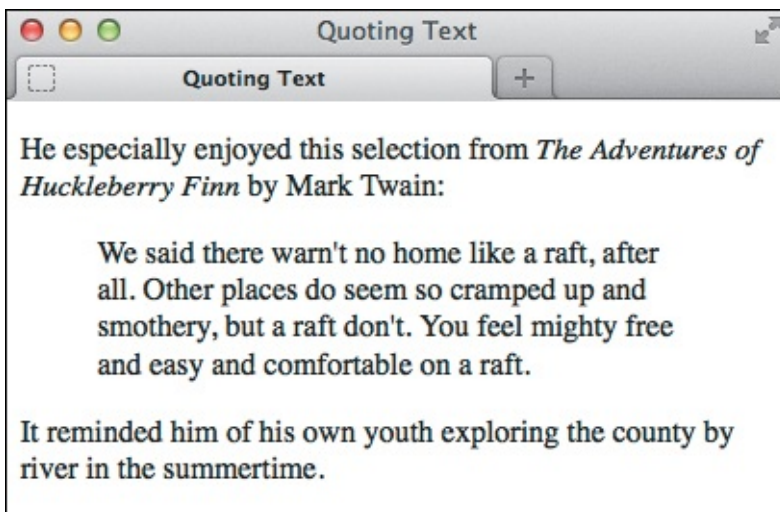 Quoting Text
Quoting Text
He especially enjoyed this selection from The Adventures of
Huckleberry Finn by Mark Twain:
We said there warn't no home like a raft, after
all. Other places do seem so cramped up and
smothery, but a raft don't. You feel mighty free
and easy and comfortable on a raft.
It reminded him of his own youth exploring the county by
river in the summertime.